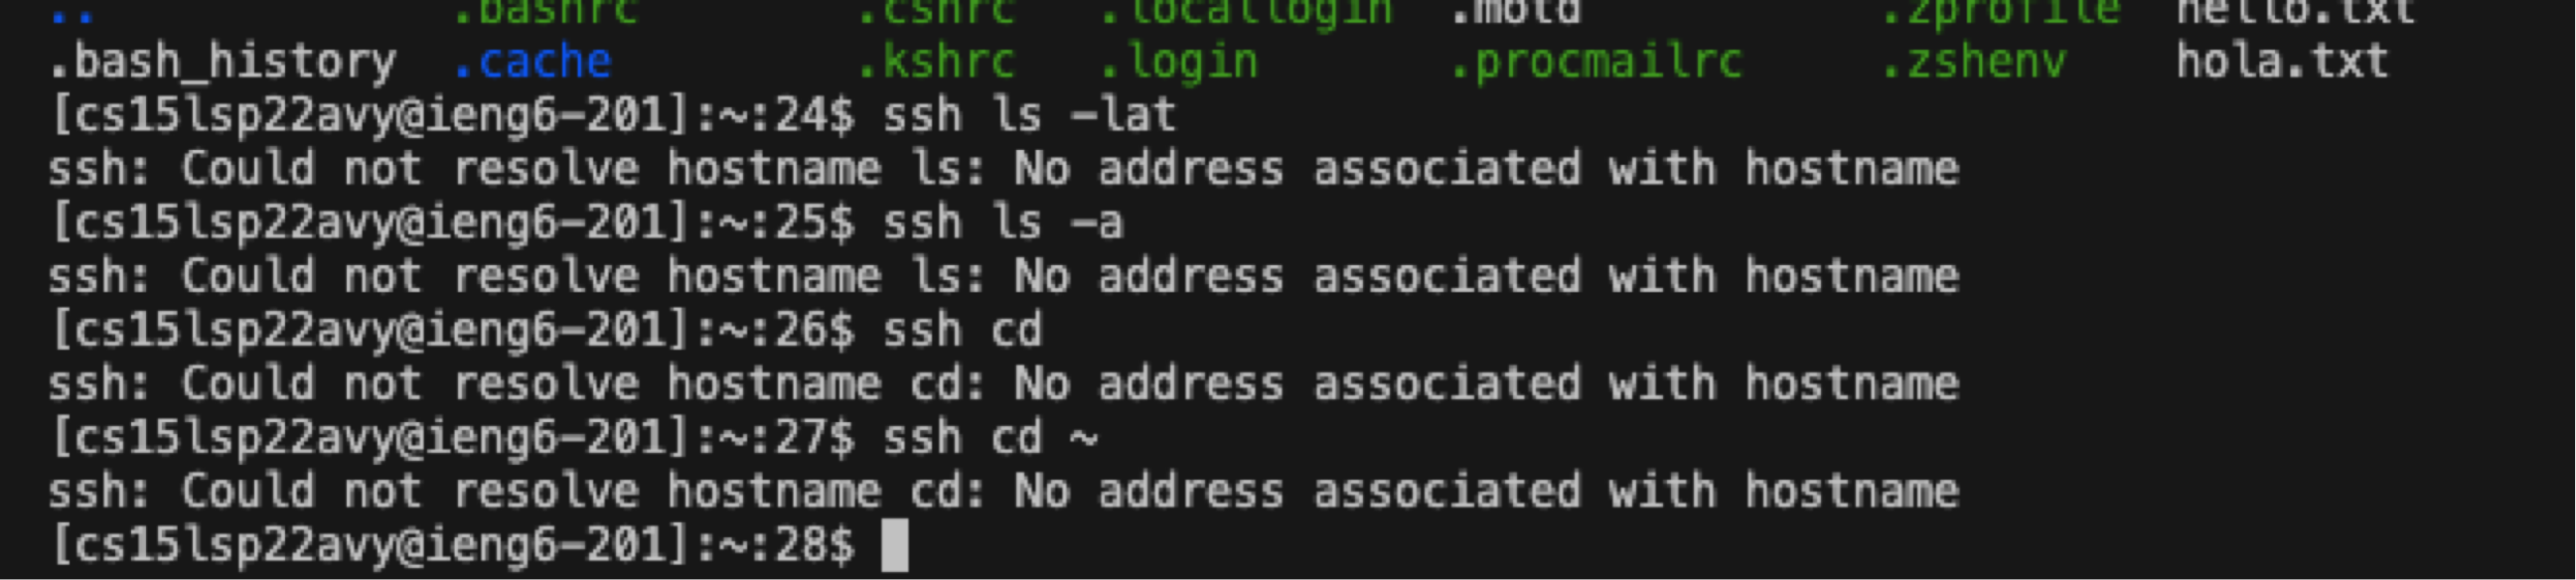 .. .bashrc .cshrc .locallogin .motd .zprofile hello.txt
.bash_history .cache .kshrc .login .procmailrc .zshenv hola.txt
[cs15lsp22avy@ieng6-201]:~:24$ ssh ls -lat
ssh: Could not resolve hostname ls: No address associated with hostname
[cs15lsp22avy@ieng6-201]:~:25$ ssh ls -a
ssh: Could not resolve hostname ls: No address associated with hostname
[cs15lsp22avy@ieng6-201]:~:26$ ssh cd
ssh: Could not resolve hostname cd: No address associated with hostname
[cs15lsp22avy@ieng6-201]:~:27$ ssh cd ~
ssh: Could not resolve hostname cd: No address associated with hostname
[cs15lsp22avy@ieng6-201]:~:28$